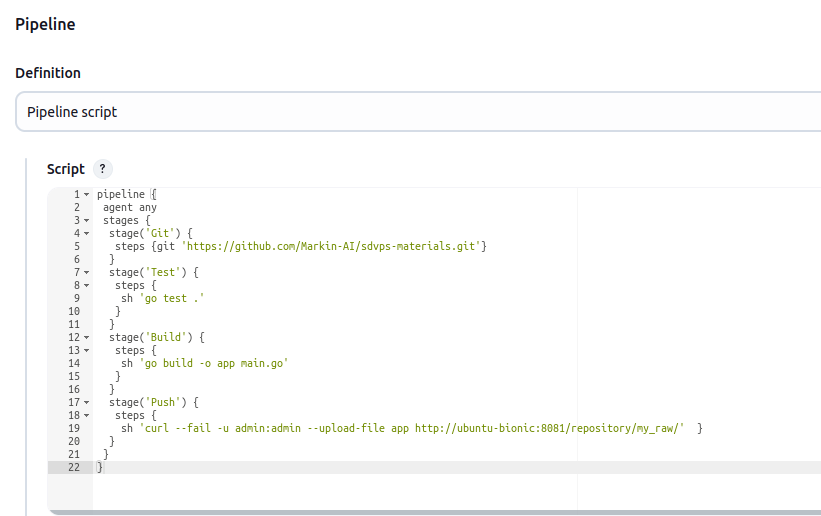 Pipeline
Definition
Pipeline script
Script ?
1 pipeline {
2 agent any
3 stages {
4 stage('Git') {
5 steps {git 'https://github.com/Markin-AI/sdvps-materials.git'}
6 }
7 stage('Test') {
8 steps {
9 sh 'go test .'
10 }
11 }
12 stage('Build') {
13 steps {
14 sh 'go build -o app main.go'
15 }
16 }
17 stage('Push') {
18 steps {
19 sh 'curl --fail -u admin:admin --upload-file app http://ubuntu-bionic:8081/repository/my_raw/' }
20 }
21 }
22 }